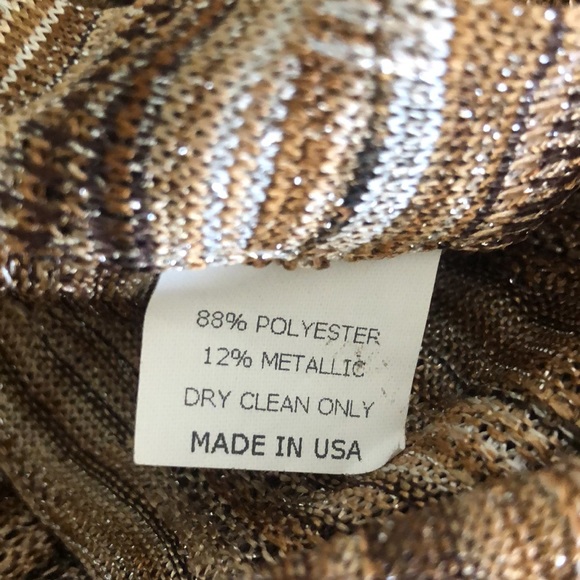 88% POLYESTER
12% METALLIC
DRY CLEAN ONLY
MADE IN USA